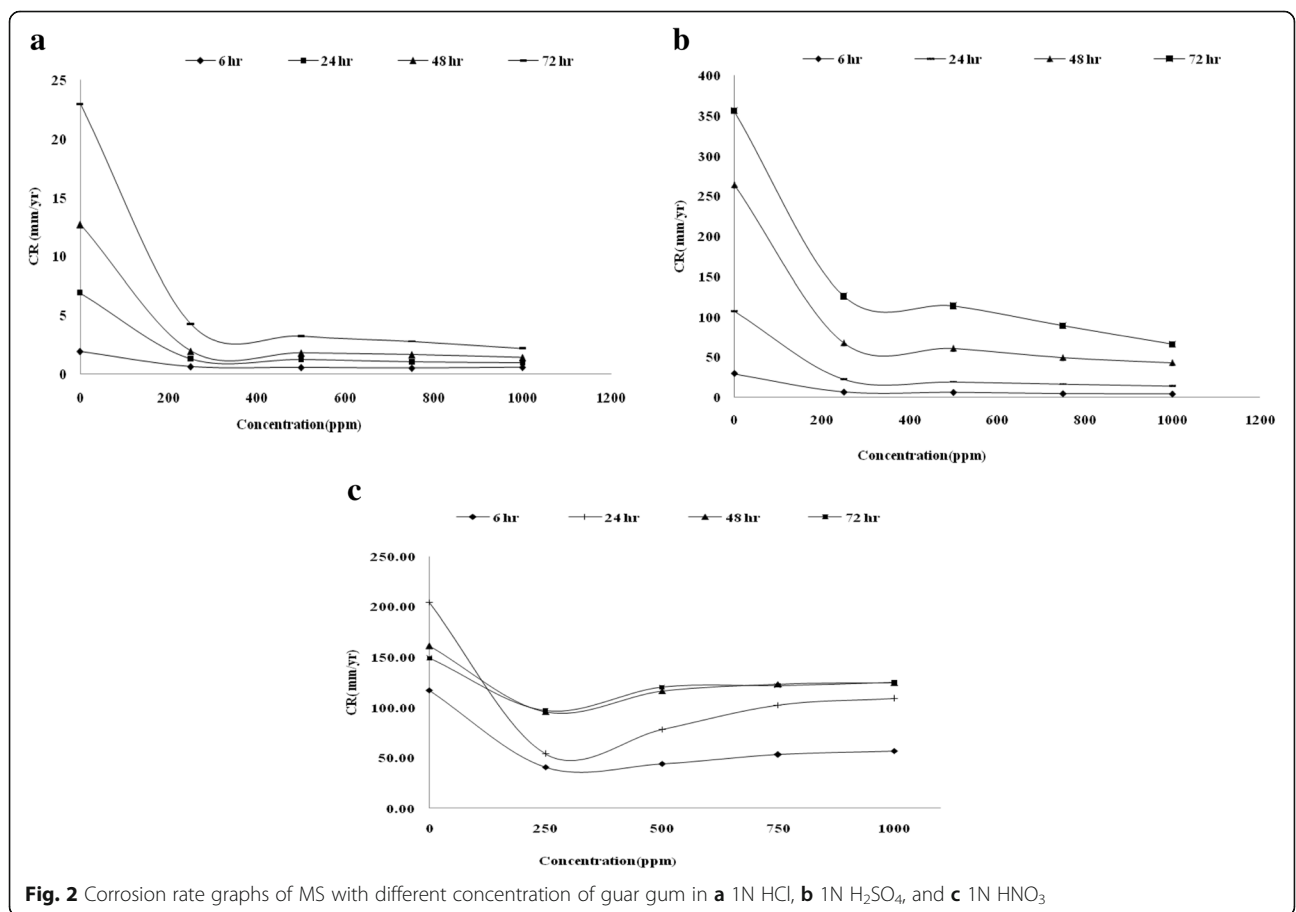 a
6 hr 24 hr 48 hr 72 hr
25
20
15
10
5
0
CR (mm/yr)
0 200 400 600 800 1000 1200
Concentration(ppm)
b
6 hr 24 hr 48 hr 72 hr
400
350
300
250
200
150
100
50
0
CR( mm/yr)
0 200 400 600 800 1000 1200
Concentration(ppm)
c
6 hr 24 hr 48 hr 72 hr
250.00
200.00
150.00
100.00
50.00
0.00
CR( mm/yr)
0 250 500 750 1000
Concentration(ppm)
Fig. 2 Corrosion rate graphs of MS with different concentration of guar gum in a 1N HCl, b 1N H₂SO₄, and c 1N HNO₃